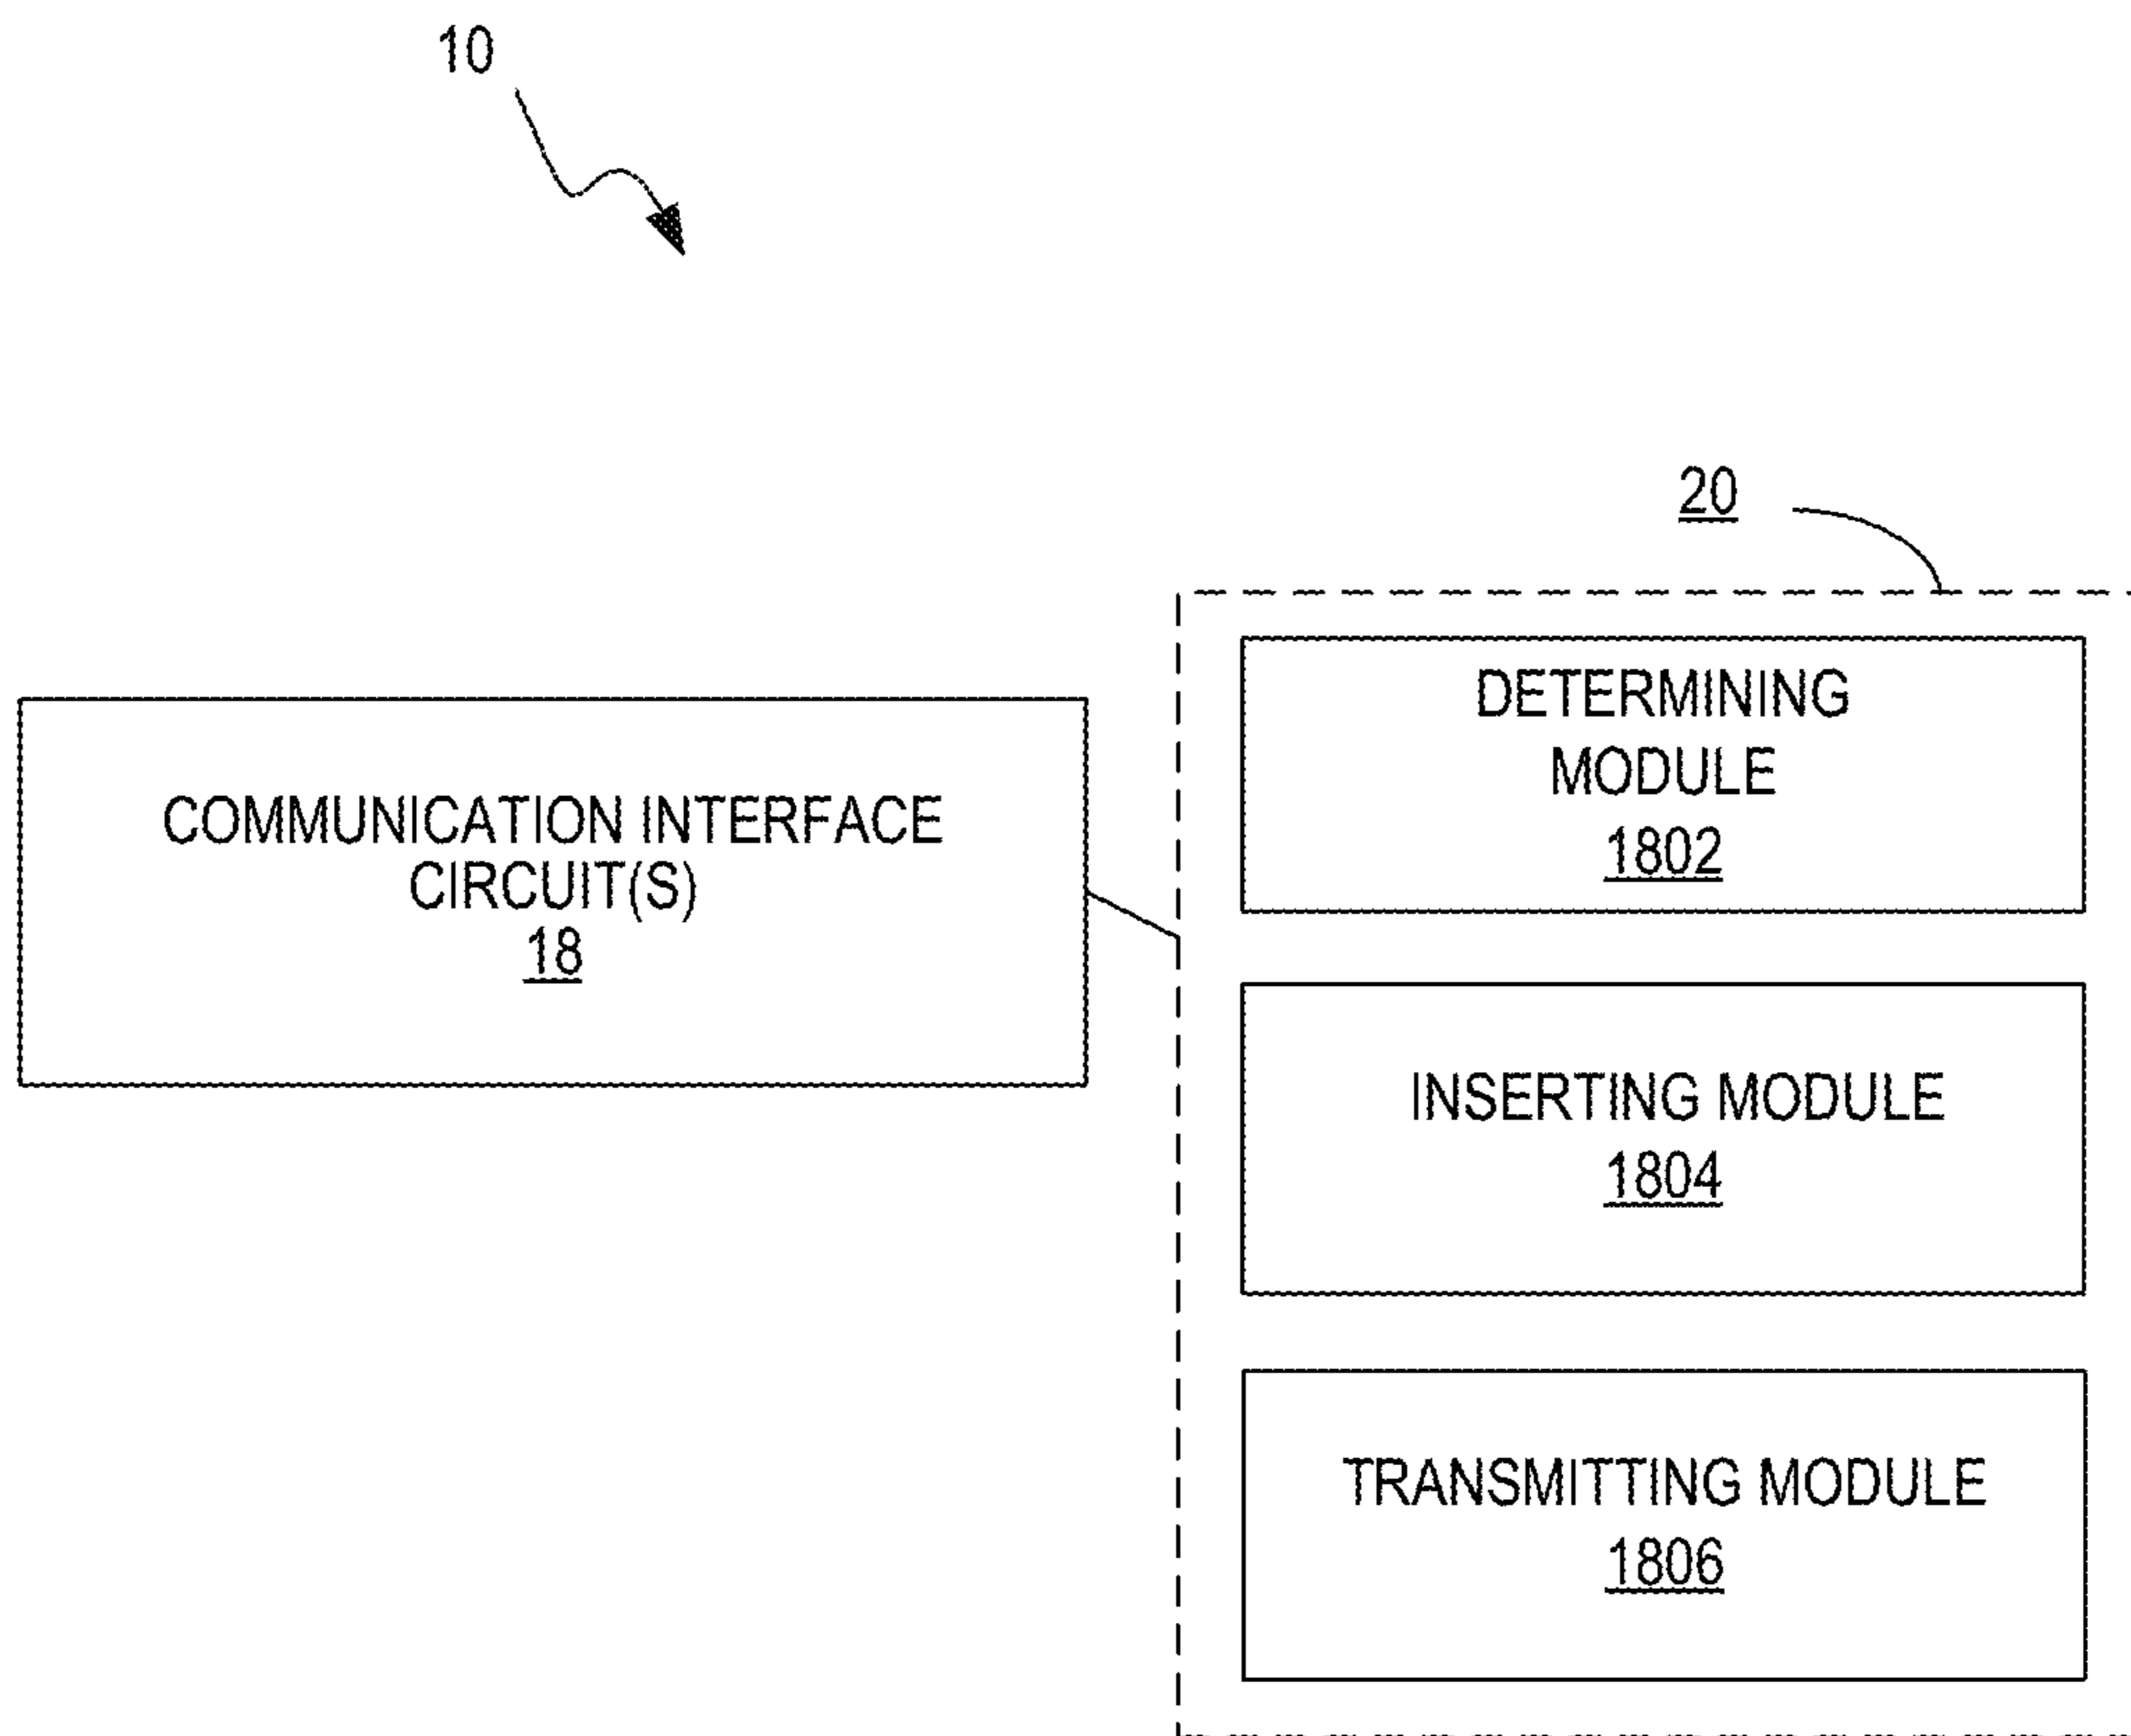 10
20
COMMUNICATION INTERFACE
CIRCUIT(S)
18
DETERMINING
MODULE
1802
INSERTING MODULE
1804
TRANSMITTING MODULE
1806